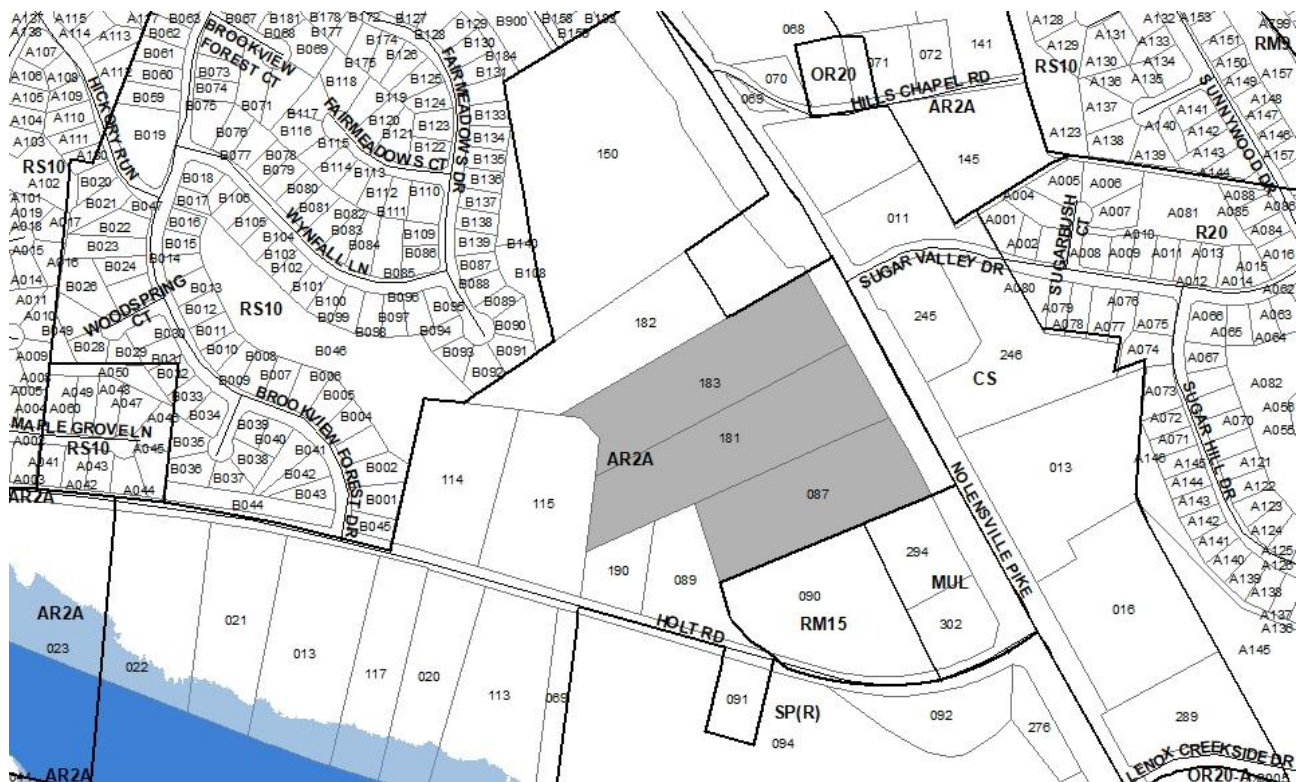 A127
A115
B063
B067
B181
B178
B172
B127
B129
B900
B158
B193
A138
A114
A113
B062
BROOKVIEW
FOREST CT
B068
B177
B174
B128
B130
068
A128
A132
A153
A107
B061
B069
B175
B126
B184
072
141
A129
A131
A133
A151
RM9
A106
A108
A112
B060
B073
B118
B125
B131
070
OR20
071
RS10
A130
A134
A150
A157
A105
A109
B059
B074
B119
B124
FAIRMEADOWS DR
069
HILLS CHAPEL RD
A136
A135
A149
SUNNYWOOD DR
HICKORY RUN
B075
B071
B117
B120
B133
AR2A
A137
A141
A148
A104
A110
B019
B076
B116
FAIRMEADOWS CT
B121
B123
B134
A123
A140
A142
A147
A103
A111
B077
B078
B115
B122
B135
150
145
A138
A139
A143
A146
RS10
A102
B020
B018
B079
B114
B113
B136
A144
A157
A101
B021
B047
B017
B106
B080
B112
B110
B137
A004
A005
A006
A088
A019
A017
B022
B016
B105
B081
B082
B111
B138
011
A001
A007
A081
A085
A086
A018
B023
B015
B104
B083
B109
B139
A002
SUGARBUSH
CT
A010
R20
A084
A015
A016
B024
B014
B103
WYNFALL LN
B084
B086
B140
SUGAR VALLEY DR
A008
A009
A011
A013
A016
A014
B026
B013
B102
B085
B087
B108
A080
A012
A014
A015
A011
WOODSPRING
CT
B012
B101
B100
B096
B088
A079
A076
A062
A010
B049
B030
B011
RS10
B099
B097
B095
B089
182
245
A078
A077
A075
A066
A063
A009
B028
B029
B010
B098
B094
B090
246
A074
A065
A064
B031
B008
B046
B093
B091
CS
A067
A008
A050
B032
B009
B007
B006
B092
183
A073
A082
A005
A049
A048
B033
B005
A072
SUGAR HILL DR
A004
A060
A047
B034
BROOKVIEW FOREST DR
B004
A070
MAPLE GROVE LN
A046
B039
181
A071
A055
A002
RS10
A045
B035
B040
B041
AR2A
013
A146
A145
A121
A041
A043
B036
B038
B002
114
115
NOLENSVILLE PIKE
A144
A122
A003
A042
A044
B037
B042
B001
087
A143
A123
AR2A
B044
B043
B045
A142
A124
294
A141
A125
190
089
090
MUL
A140
A126
AR2A
021
RM15
302
016
A139
A138
023
022
013
117
020
HOLT RD
A137
A136
113
069
091
SP(R)
092
A145
094
276
289
LENOX CREEKSIDE DR
AR2A
OR20-A